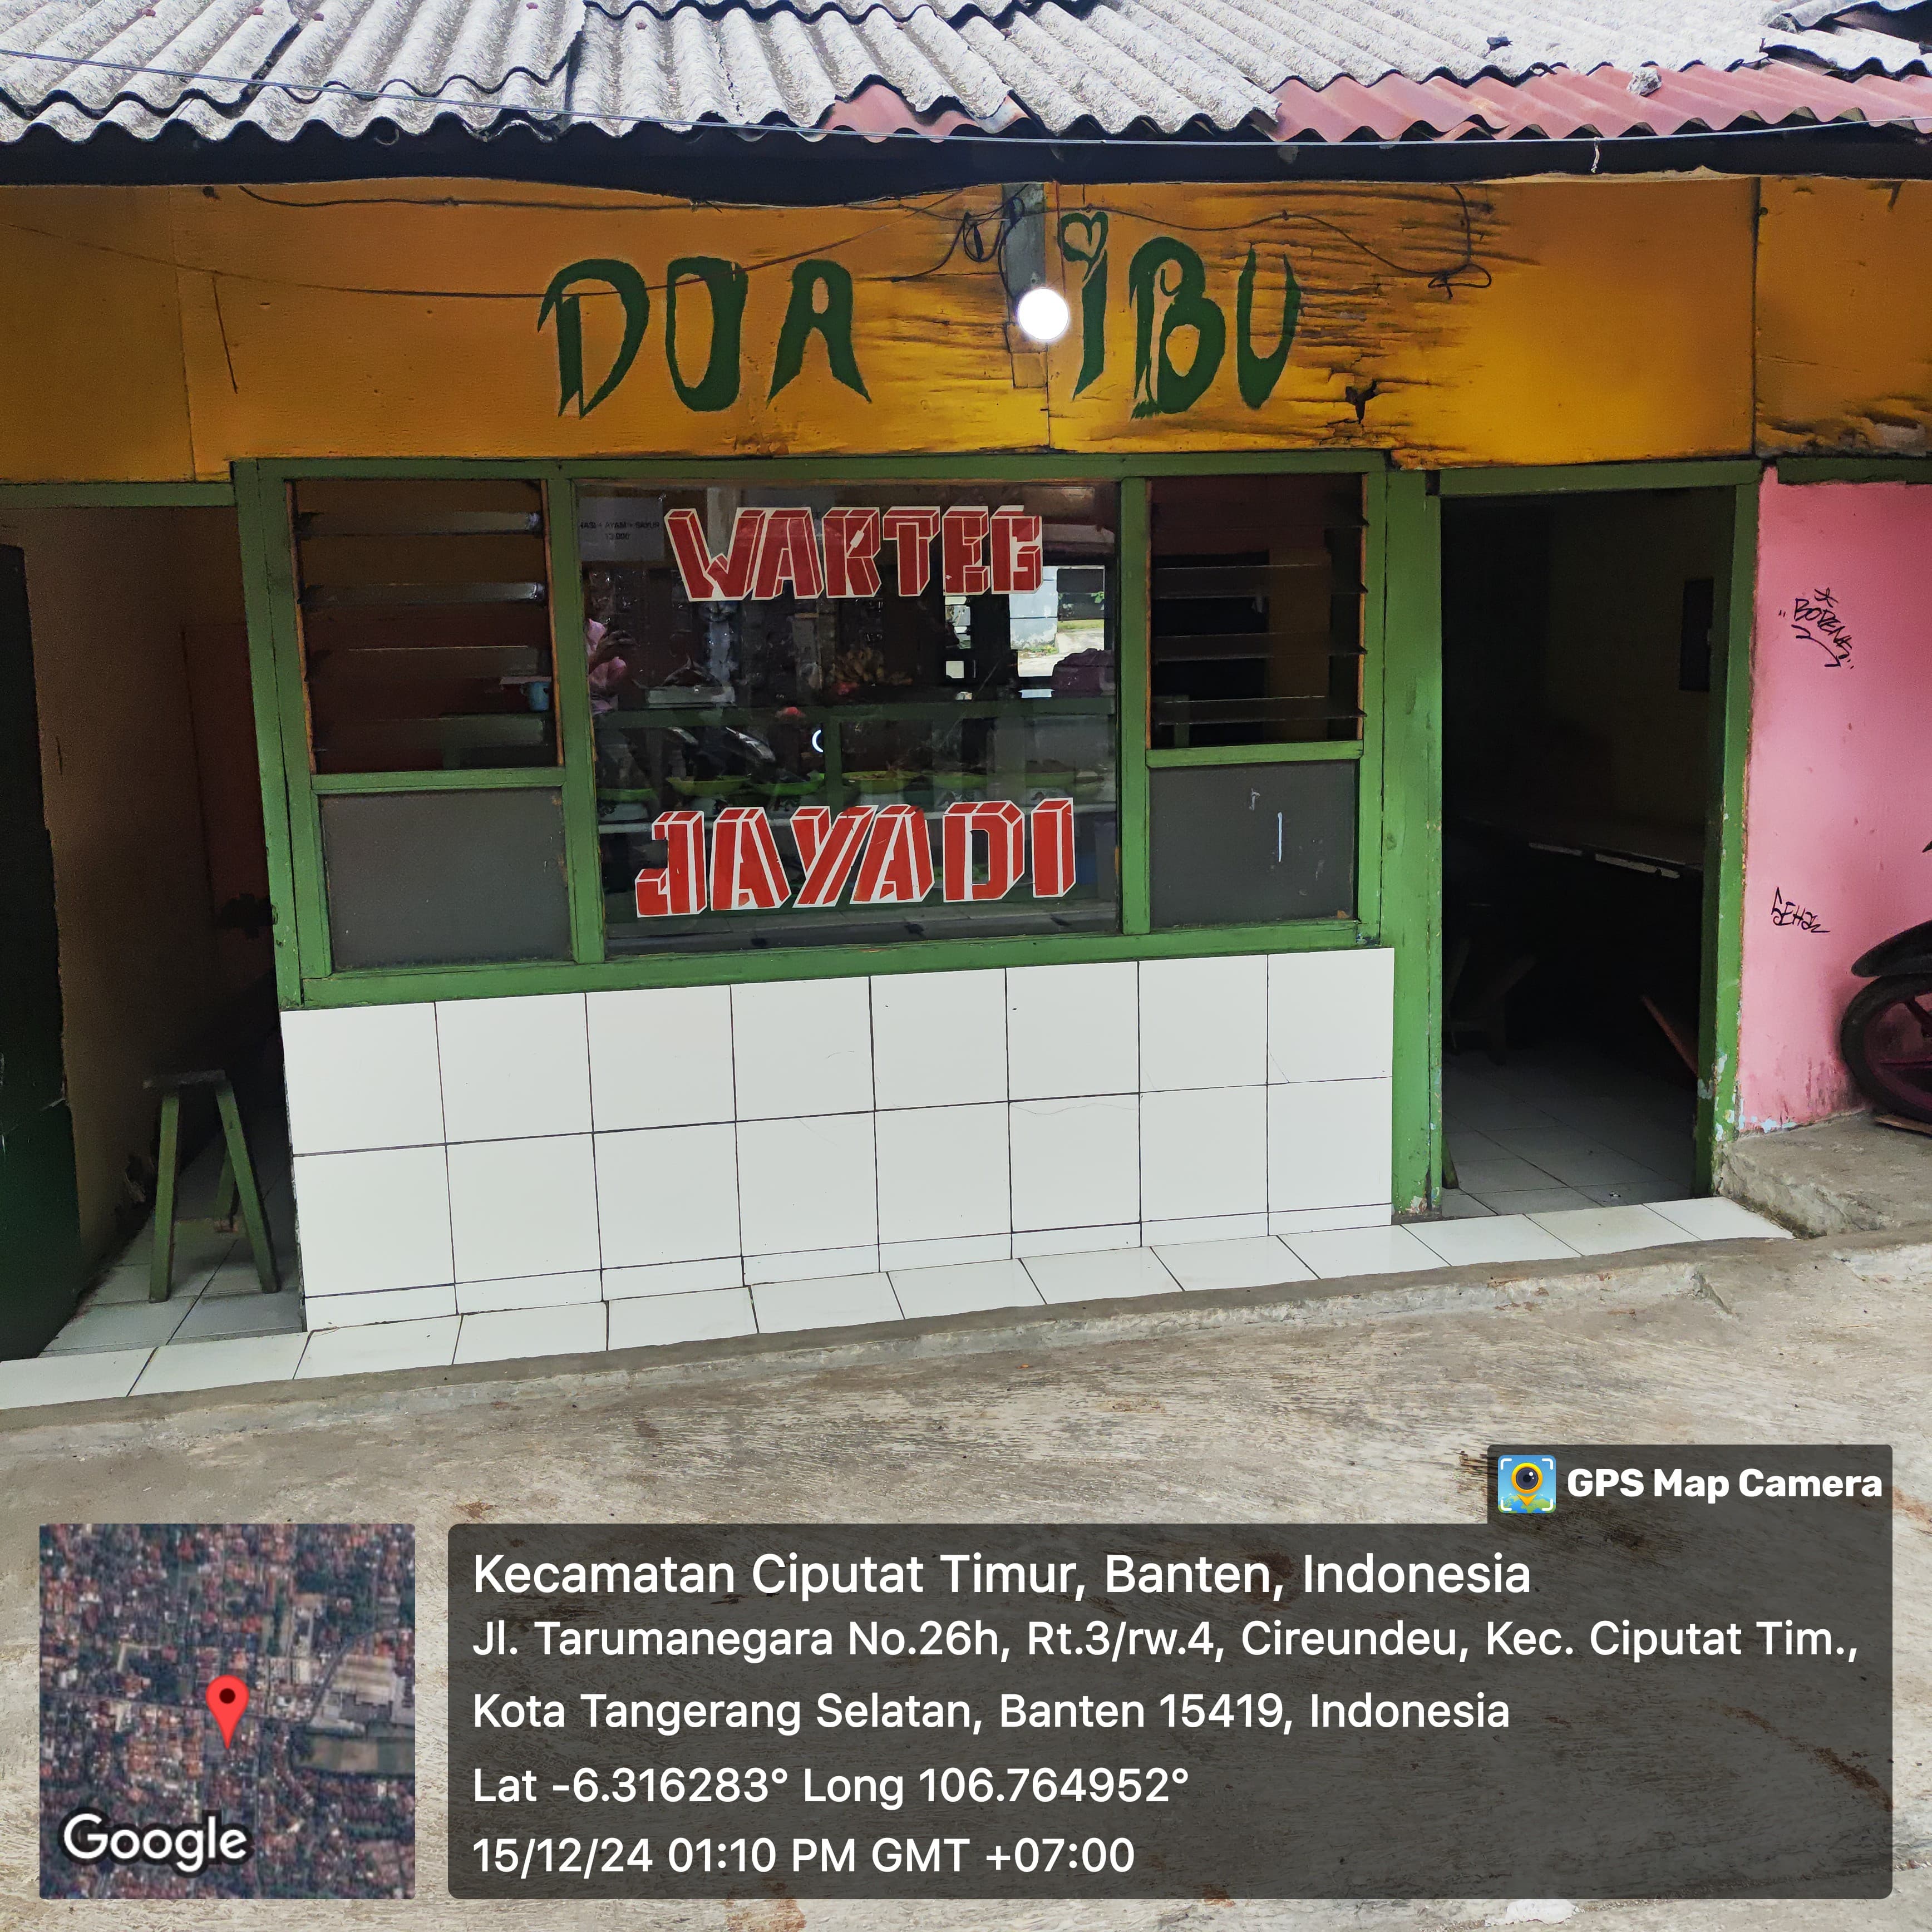 DOA iBU
WARTEG
JAYADI
GPS Map Camera
Kecamatan Ciputat Timur, Banten, Indonesia
Jl. Tarumanegara No.26h, Rt.3/rw.4, Cireundeu, Kec. Ciputat Tim.,
Kota Tangerang Selatan, Banten 15419, Indonesia
Lat -6.316283° Long 106.764952°
15/12/24 01:10 PM GMT +07:00
Google